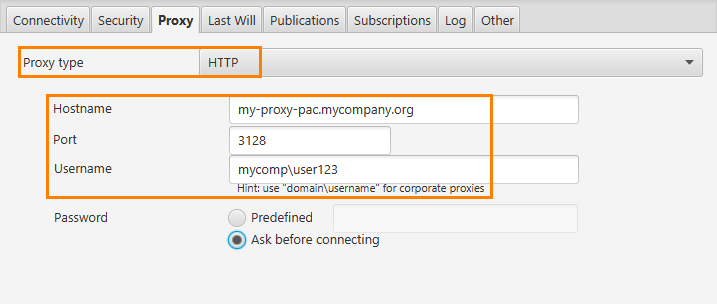 Connectivity Security Proxy Last Will Publications Subscriptions Log Other
Proxy type HTTP
Hostname my-proxy-pac.mycompany.org
Port 3128
Username mycomp\user123
Hint: use "domain\username" for corporate proxies
Password Predefined
Ask before connecting